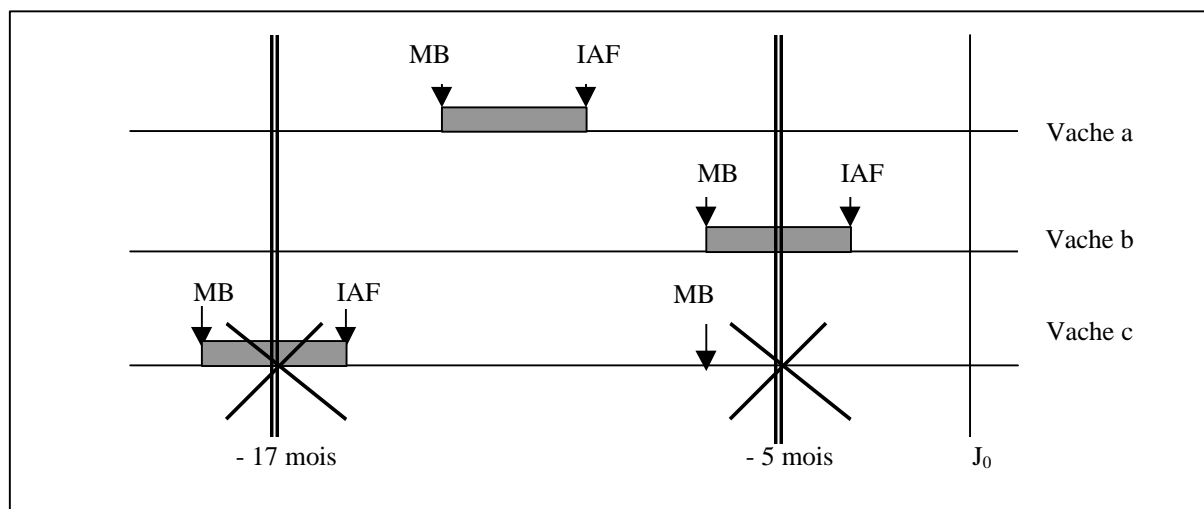 MB IAF
Vache a
MB IAF
Vache b
MB IAF MB
Vache c
- 17 mois - 5 mois J₀